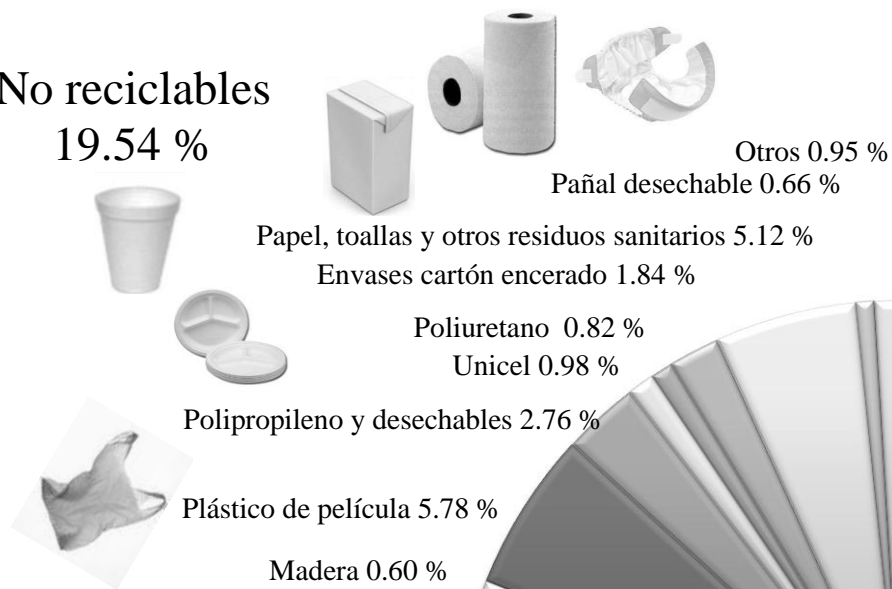 No reciclables
19.54 %
Otros 0.95 %
Pañal desechable 0.66 %
Papel, toallas y otros residuos sanitarios 5.12 %
Envases cartón encerado 1.84 %
Poliuretano 0.82 %
Unicel 0.98 %
Polipropileno y desechables 2.76 %
Plástico de película 5.78 %
Madera 0.60 %